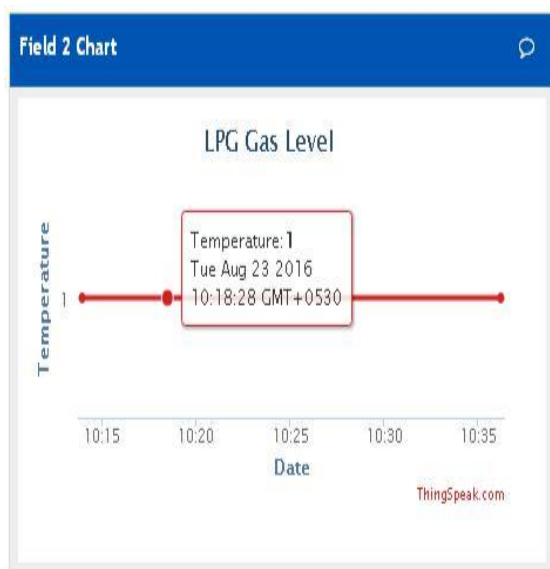 Field 2 Chart
LPG Gas Level
Temperature
Temperature: 1
Tue Aug 23 2016
10:18:28 GMT+0530
1
10:15 10:20 10:25 10:30 10:35
Date
ThingSpeak.com